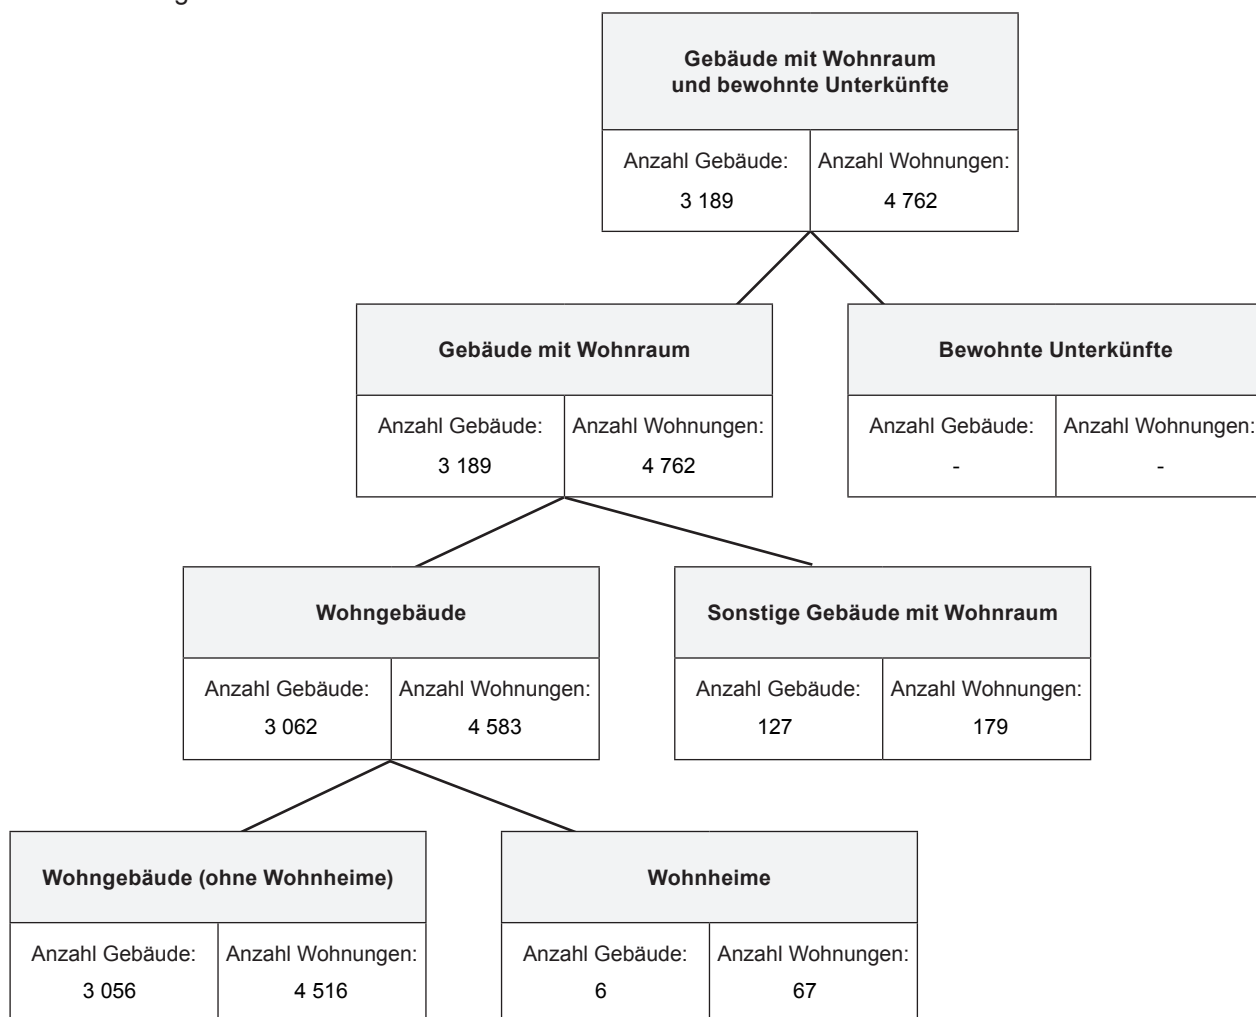 Gebäude mit Wohnraum
und bewohnte Unterkünfte
Anzahl Gebäude: Anzahl Wohnungen:
3 189 4 762
Gebäude mit Wohnraum
Anzahl Gebäude: Anzahl Wohnungen:
3 189 4 762
Bewohnte Unterkünfte
Anzahl Gebäude: Anzahl Wohnungen:
- -
Wohngebäude
Anzahl Gebäude: Anzahl Wohnungen:
3 062 4 583
Sonstige Gebäude mit Wohnraum
Anzahl Gebäude: Anzahl Wohnungen:
127 179
Wohngebäude (ohne Wohnheime)
Anzahl Gebäude: Anzahl Wohnungen:
3 056 4 516
Wohnheime
Anzahl Gebäude: Anzahl Wohnungen:
6 67